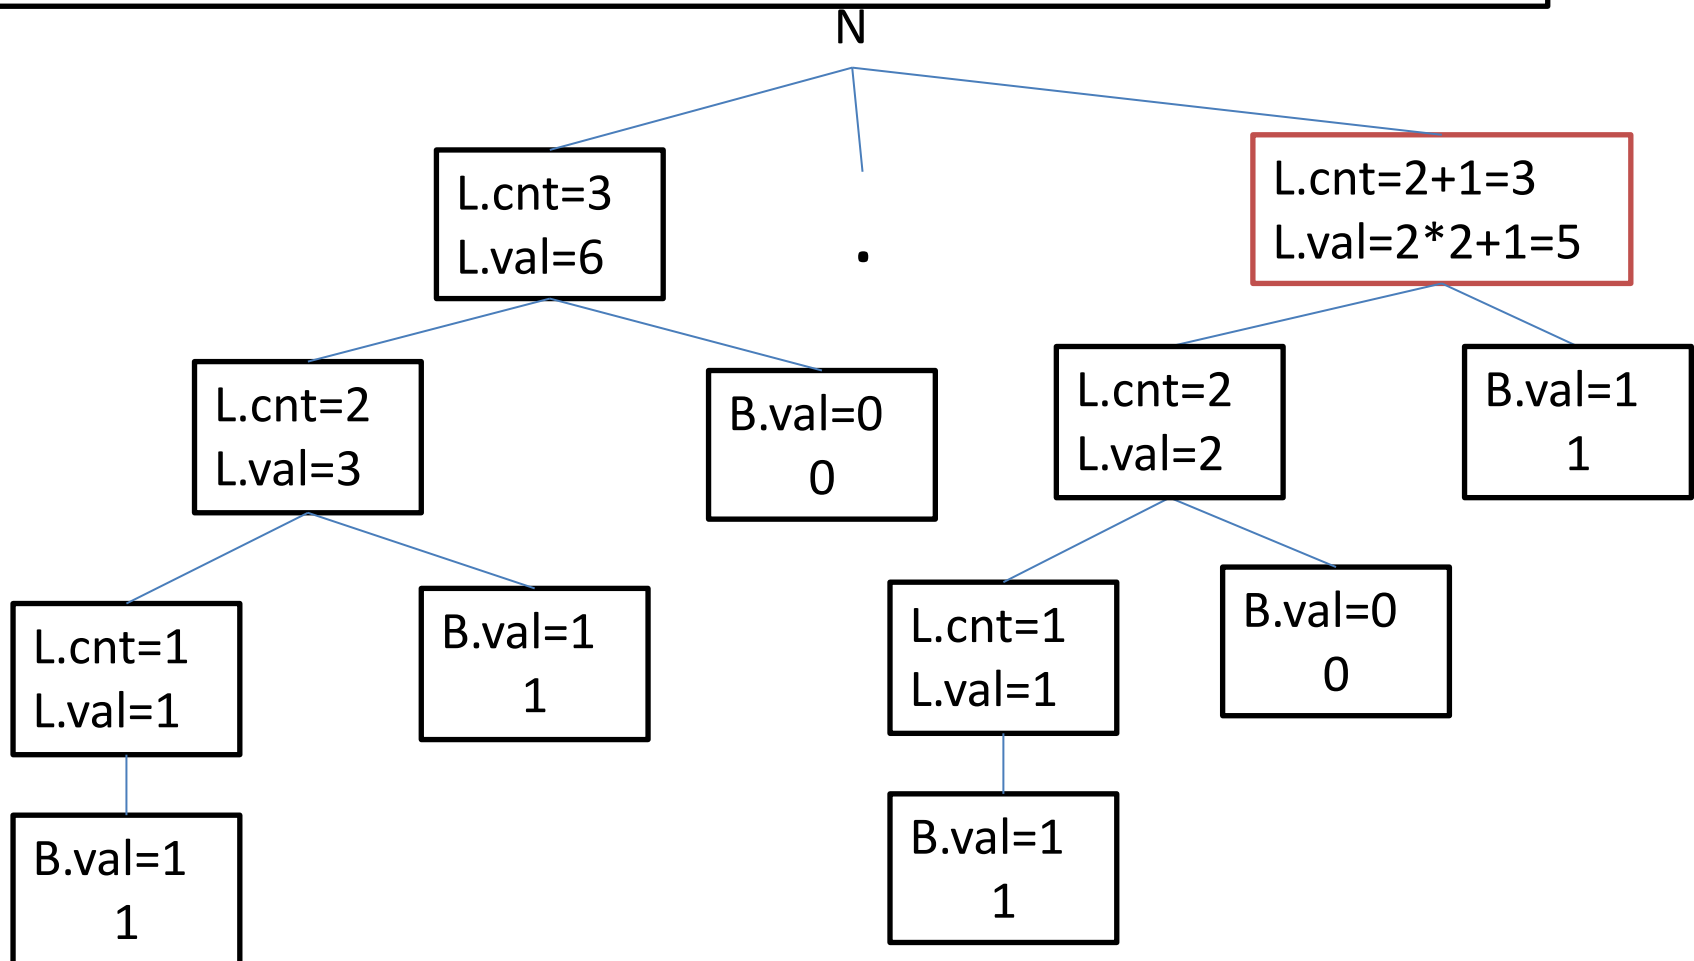 N
L.cnt=3
L.val=6
.
L.cnt=2+1=3
L.val=2*2+1=5
L.cnt=2
L.val=3
B.val=0
0
L.cnt=2
L.val=2
B.val=1
1
L.cnt=1
L.val=1
B.val=1
1
L.cnt=1
L.val=1
B.val=0
0
B.val=1
1
B.val=1
1